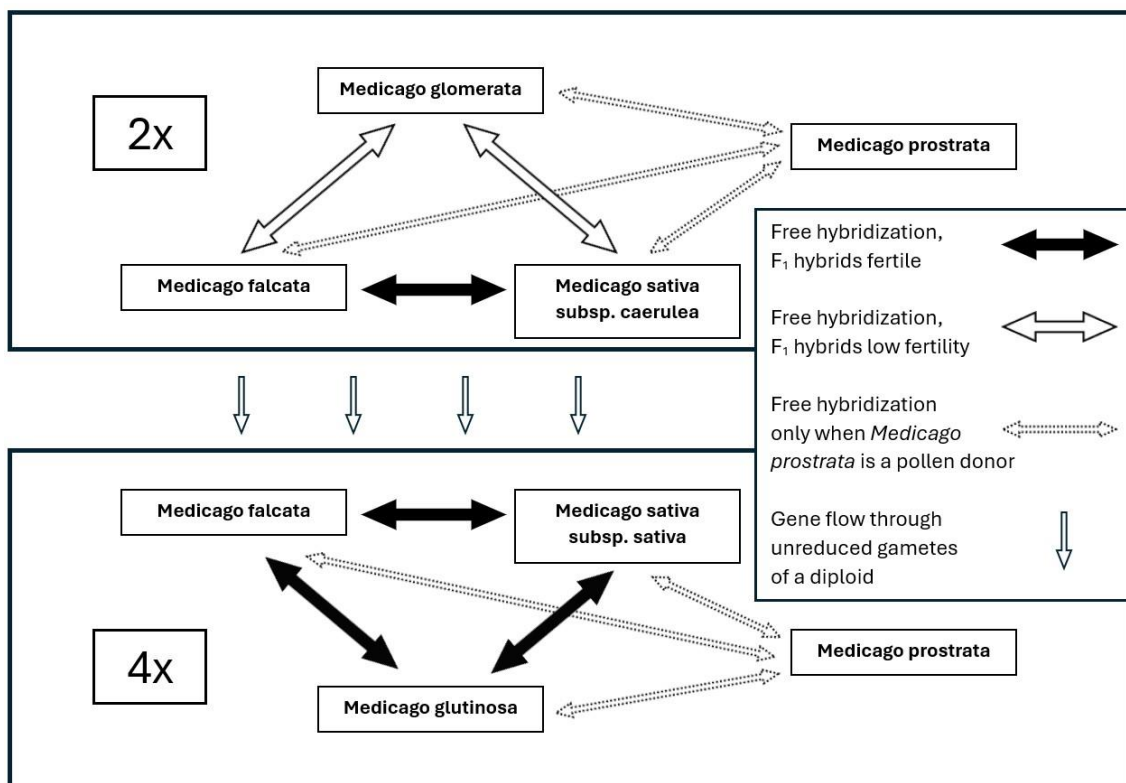 2x
Medicago glomerata
Medicago prostrata
Medicago falcata
Medicago sativa
subsp. caerulea
Free hybridization,
F₁ hybrids fertile
Free hybridization,
F₁ hybrids low fertility
Free hybridization
only when Medicago
prostrata is a pollen donor
Gene flow through
unreduced gametes
of a diploid
Medicago falcata
Medicago sativa
subsp. sativa
4x
Medicago prostrata
Medicago glutinosa